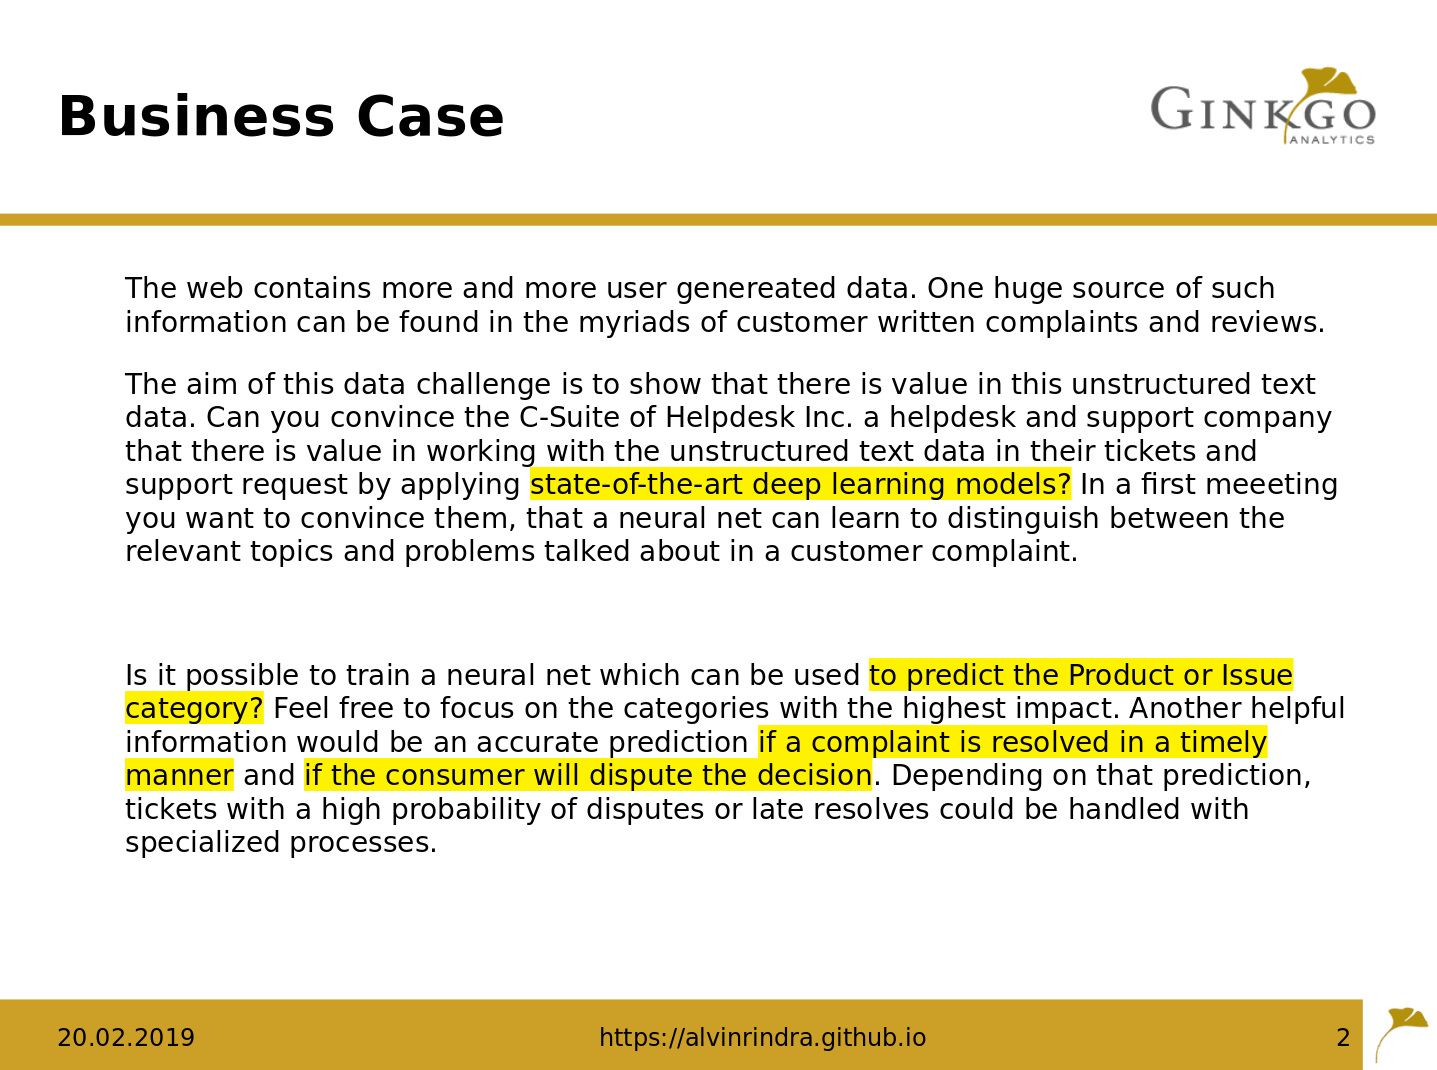 Business Case
GINKGO
ANALYTICS
The web contains more and more user genereated data. One huge source of such
information can be found in the myriads of customer written complaints and reviews.
The aim of this data challenge is to show that there is value in this unstructured text
data. Can you convince the C-Suite of Helpdesk Inc. a helpdesk and support company
that there is value in working with the unstructured text data in their tickets and
support request by applying state-of-the-art deep learning models? In a first meeeting
you want to convince them, that a neural net can learn to distinguish between the
relevant topics and problems talked about in a customer complaint.
Is it possible to train a neural net which can be used to predict the Product or Issue
category? Feel free to focus on the categories with the highest impact. Another helpful
information would be an accurate prediction if a complaint is resolved in a timely
manner and if the consumer will dispute the decision. Depending on that prediction,
tickets with a high probability of disputes or late resolves could be handled with
specialized processes.
20.02.2019
https://alvinrindra.github.io
2